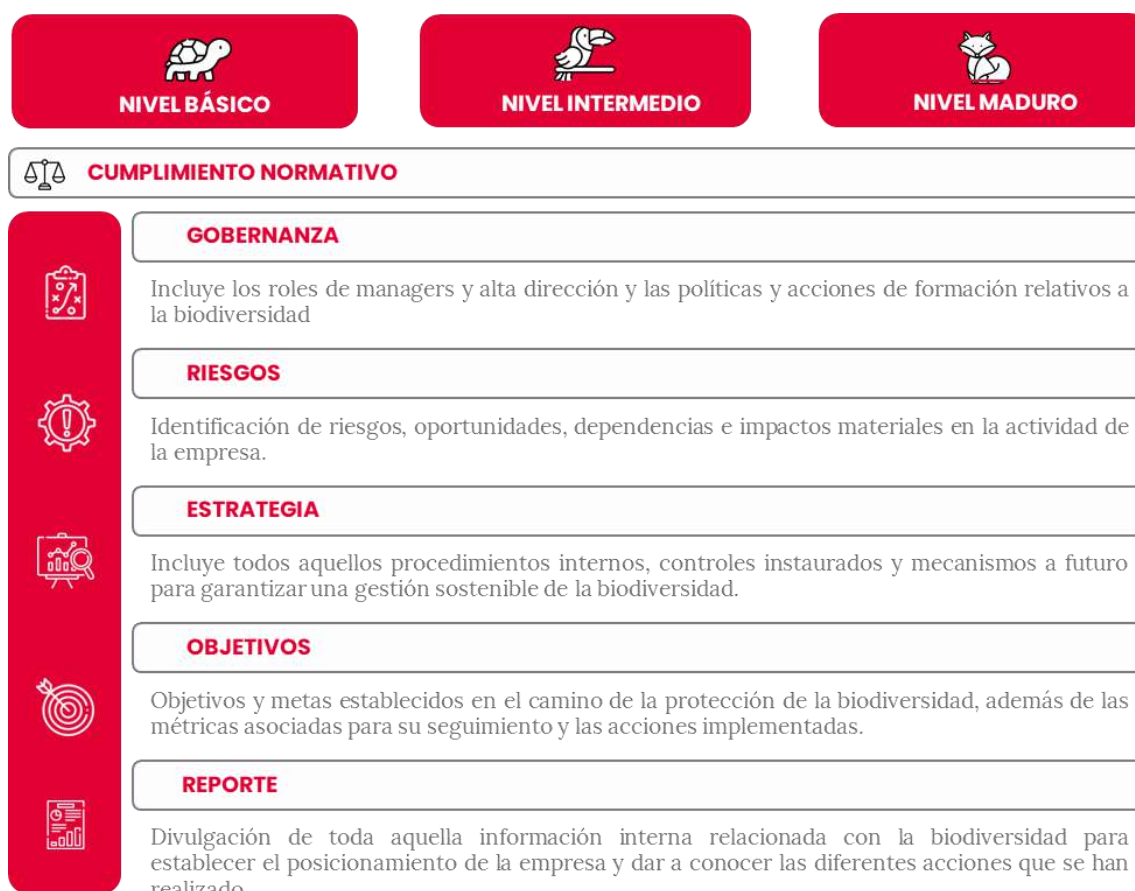 NIVEL BÁSICO
NIVEL INTERMEDIO
NIVEL MADURO
CUMPLIMIENTO NORMATIVO
GOBERNANZA
Incluye los roles de managers y alta dirección y las políticas y acciones de formación relativos a
la biodiversidad
RIESGOS
Identificación de riesgos, oportunidades, dependencias e impactos materiales en la actividad de
la empresa.
ESTRATEGIA
Incluye todos aquellos procedimientos internos, controles instaurados y mecanismos a futuro
para garantizar una gestión sostenible de la biodiversidad.
OBJETIVOS
Objetivos y metas establecidos en el camino de la protección de la biodiversidad, además de las
métricas asociadas para su seguimiento y las acciones implementadas.
REPORTE
Divulgación de toda aquella información interna relacionada con la biodiversidad para
establecer el posicionamiento de la empresa y dar a conocer las diferentes acciones que se han
realizado